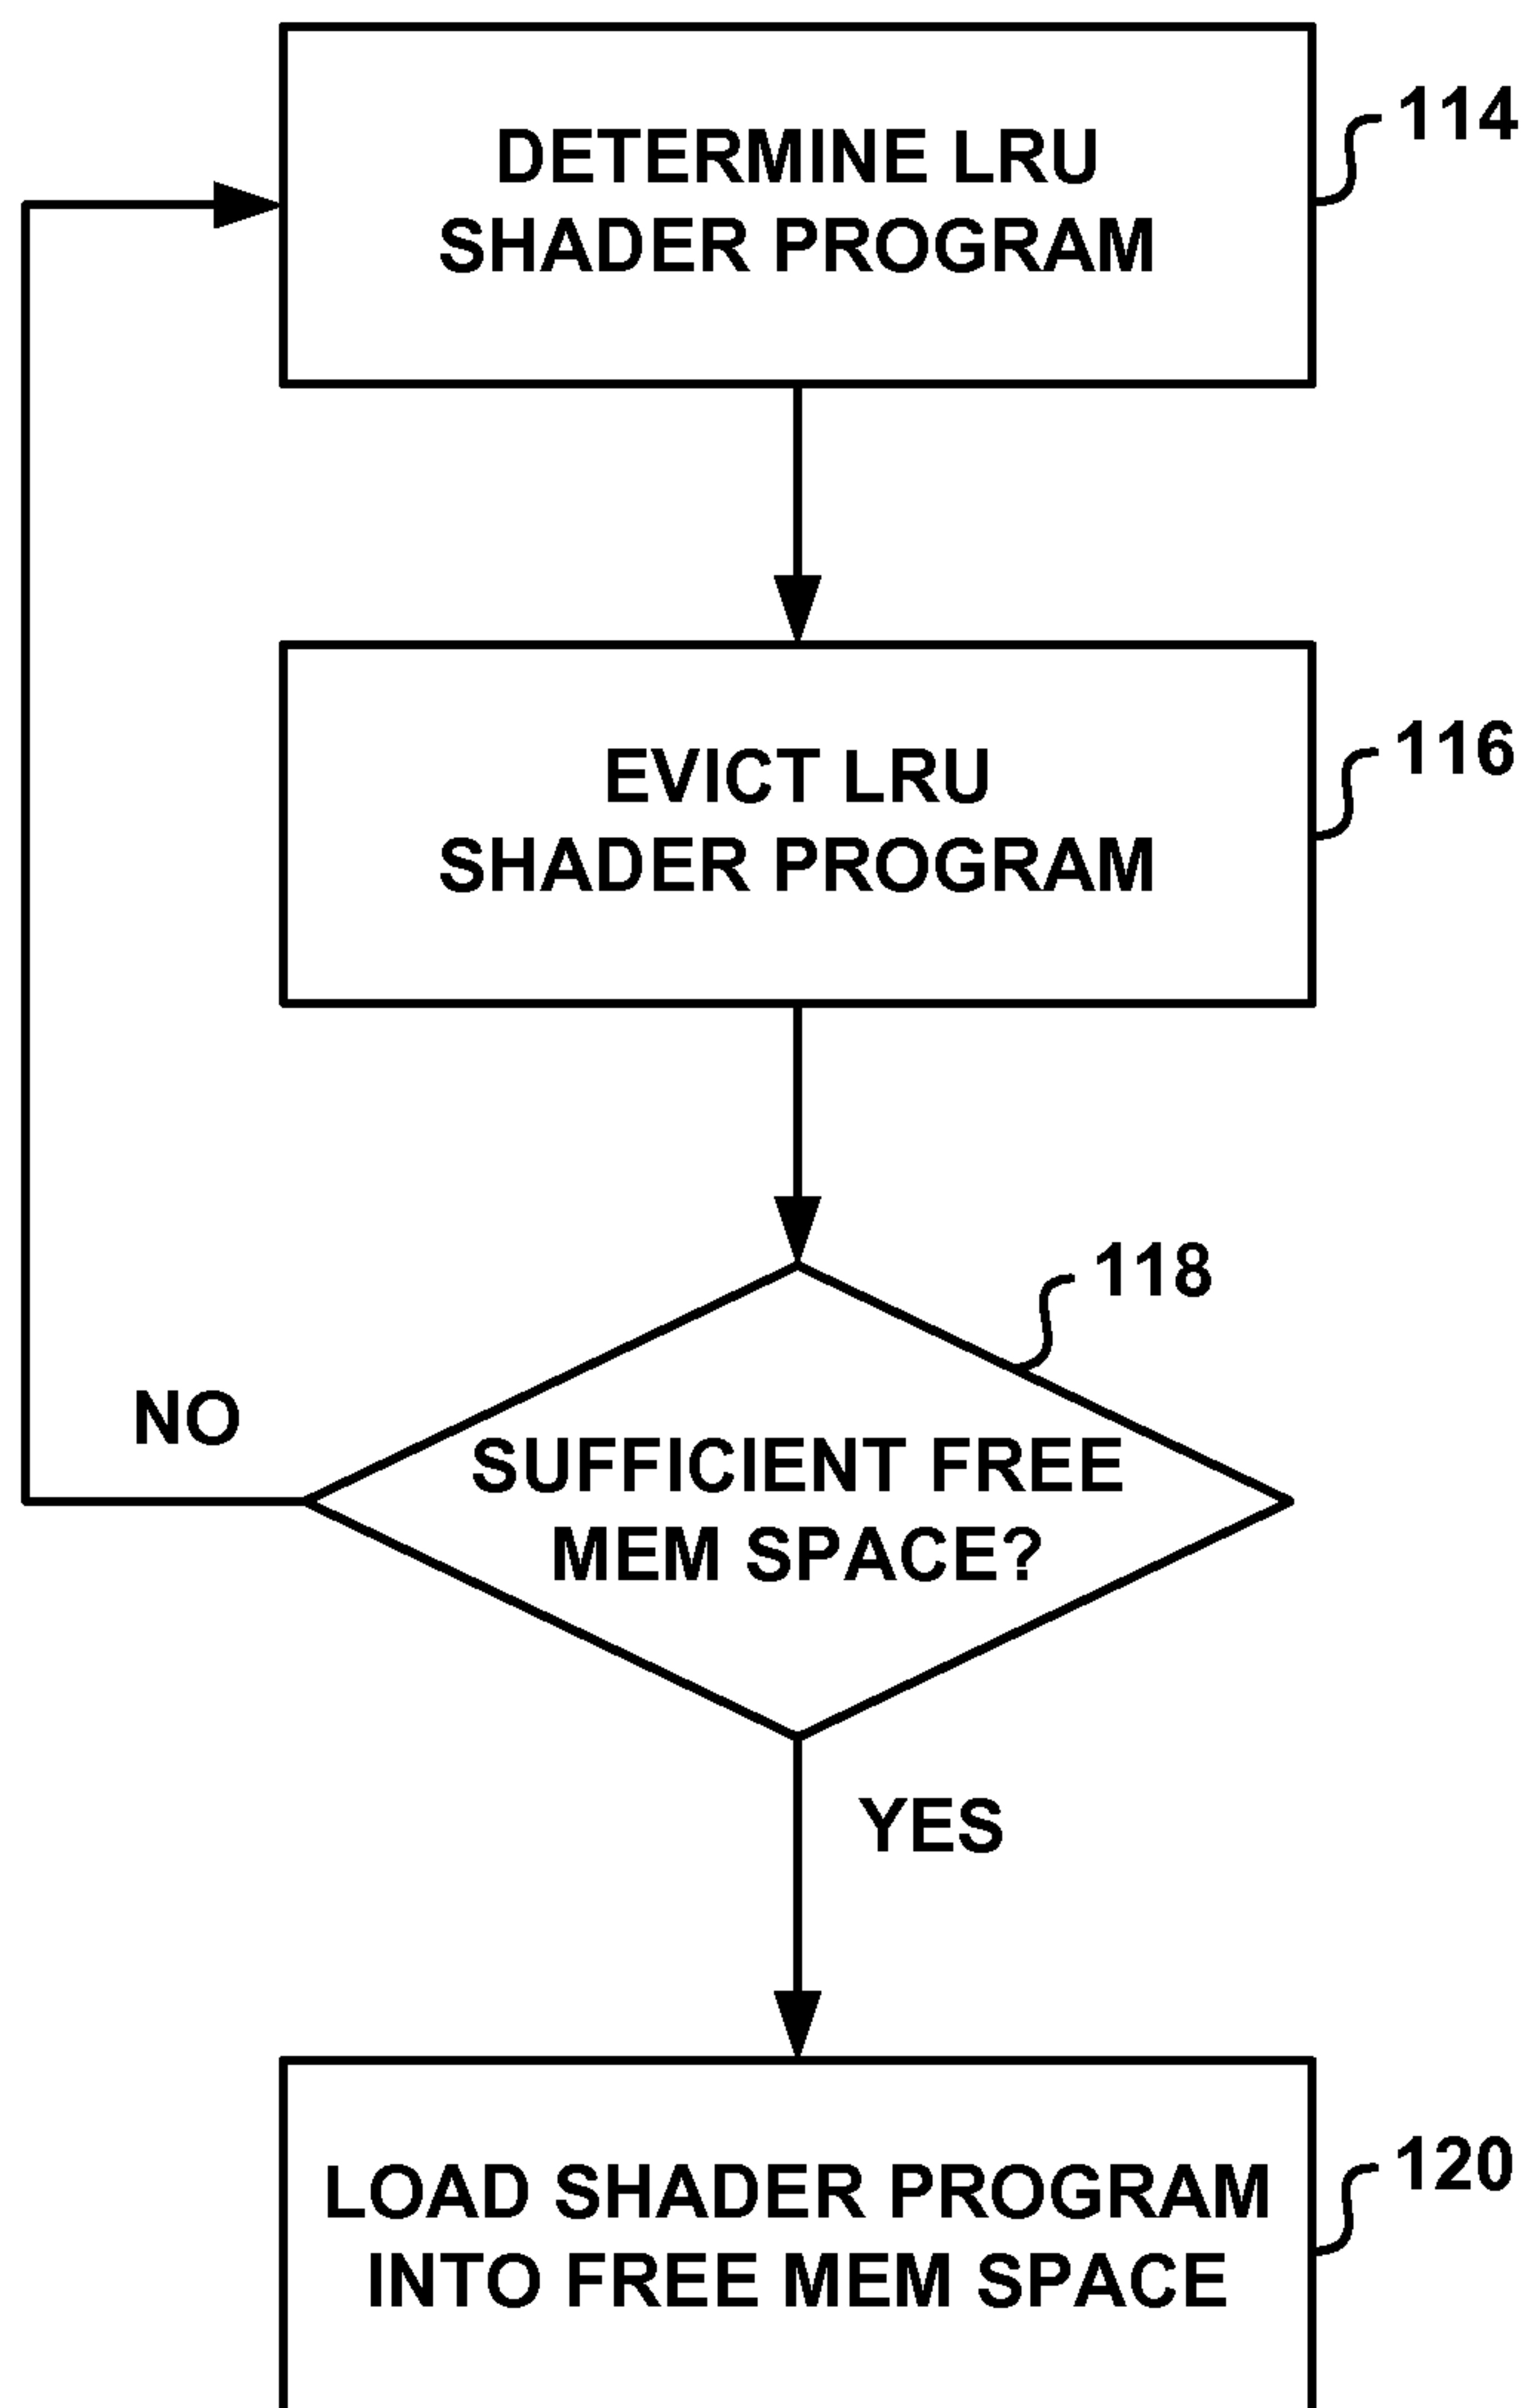 114
DETERMINE LRU
SHADER PROGRAM
116
EVICT LRU
SHADER PROGRAM
118
SUFFICIENT FREE
MEM SPACE?
NO
YES
120
LOAD SHADER PROGRAM
INTO FREE MEM SPACE